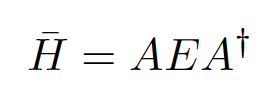 H̄ = AEA†